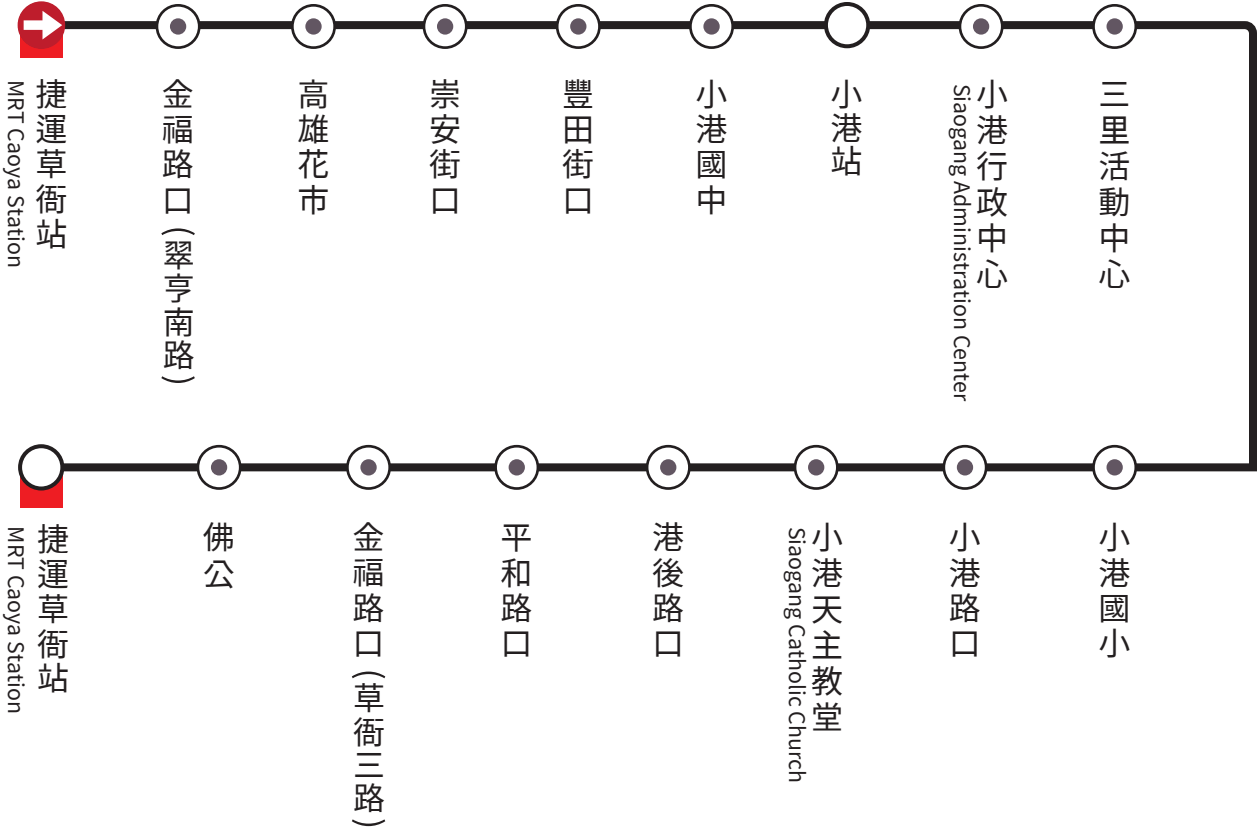 捷運草衙站
MRT Caoya Station
金福路口(翠亨南路)
高雄花市
崇安街口
豐田街口
小港國中
小港站
小港行政中心
Siaogang Administration Center
三里活動中心
小港國小
小港路口
小港天主教堂
Siaogang Catholic Church
港後路口
平和路口
金福路口(草衙三路)
佛公
捷運草衙站
MRT Caoya Station